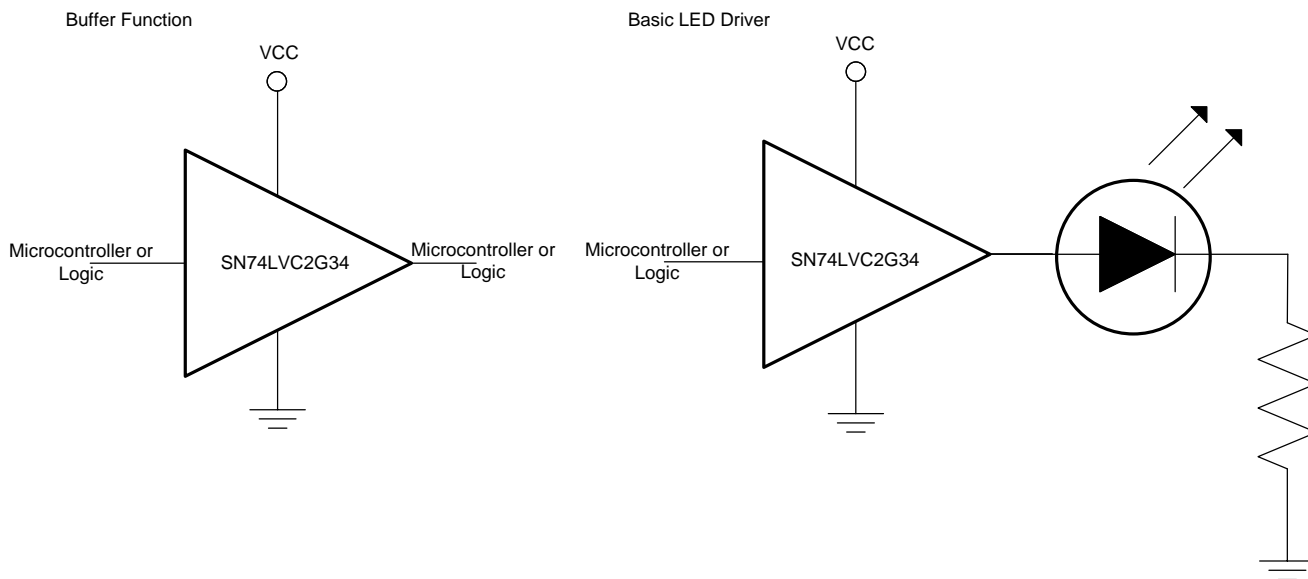 Buffer Function
VCC
Microcontroller or
Logic
SN74LVC2G34
Microcontroller or
Logic
Basic LED Driver
VCC
Microcontroller or
Logic
SN74LVC2G34